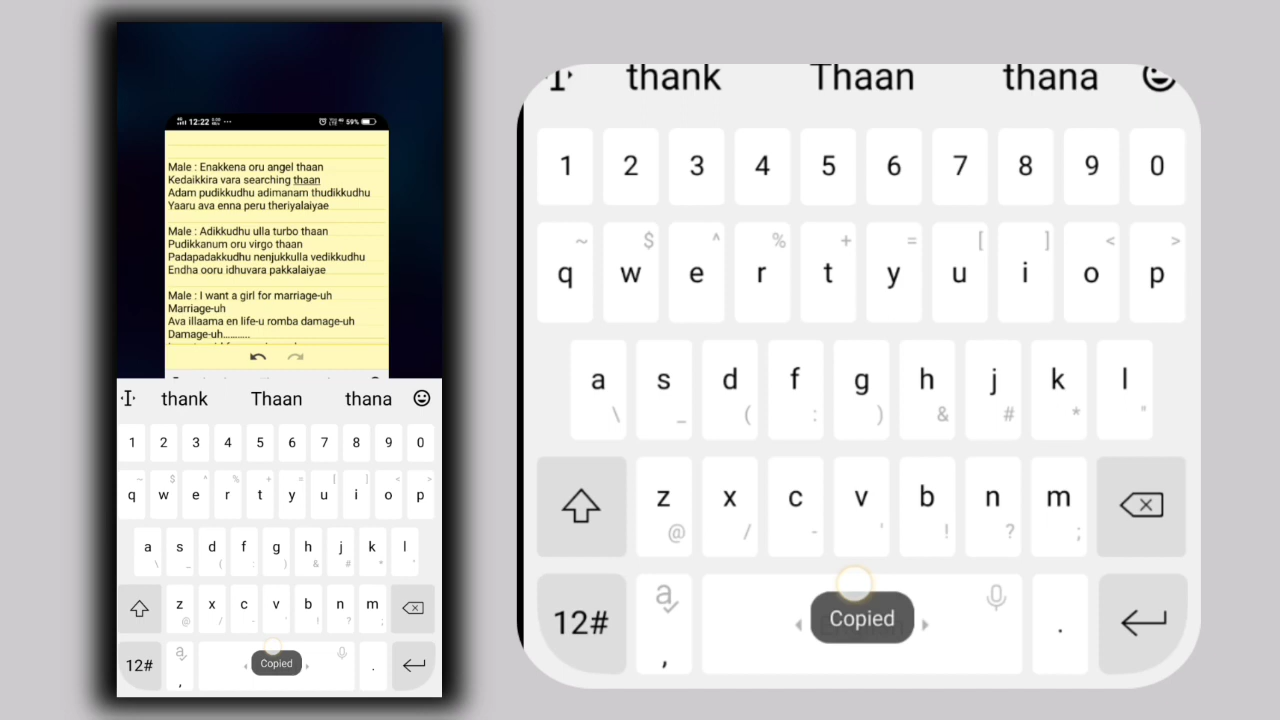 12:22 59%
Male : Enakkena oru angel thaan
Kedaikkira vara searching thaan
Adam pudikkudhu adimanam thudikkudhu
Yaaru ava enna peru theriyalaiyae
Male : Adikkudhu ulla turbo thaan
Pudikkanum oru virgo thaan
Padapadakkudhu nenjukkulla vedikkudhu
Endha ooru idhuvara pakkalaiyae
Male : I want a girl for marriage-uh
Marriage-uh
Ava illaama en life-u romba damage-uh
Damage-uh..........
thank Thaan thana
1 2 3 4 5 6 7 8 9 0
~ $ ^ % + = [ ] < >
q w e r t y u i o p
a s d f g h j k l
\ _ ( : ) & # * "
z x c v b n m
@ / - ' ! ? ;
12# a , Copied .
thank Thaan thana
1 2 3 4 5 6 7 8 9 0
~ $ ^ % + = [ ] < >
q w e r t y u i o p
a s d f g h j k l
\ _ ( : ) & # * "
z x c v b n m
@ / - ' ! ? ;
12# a , Copied .